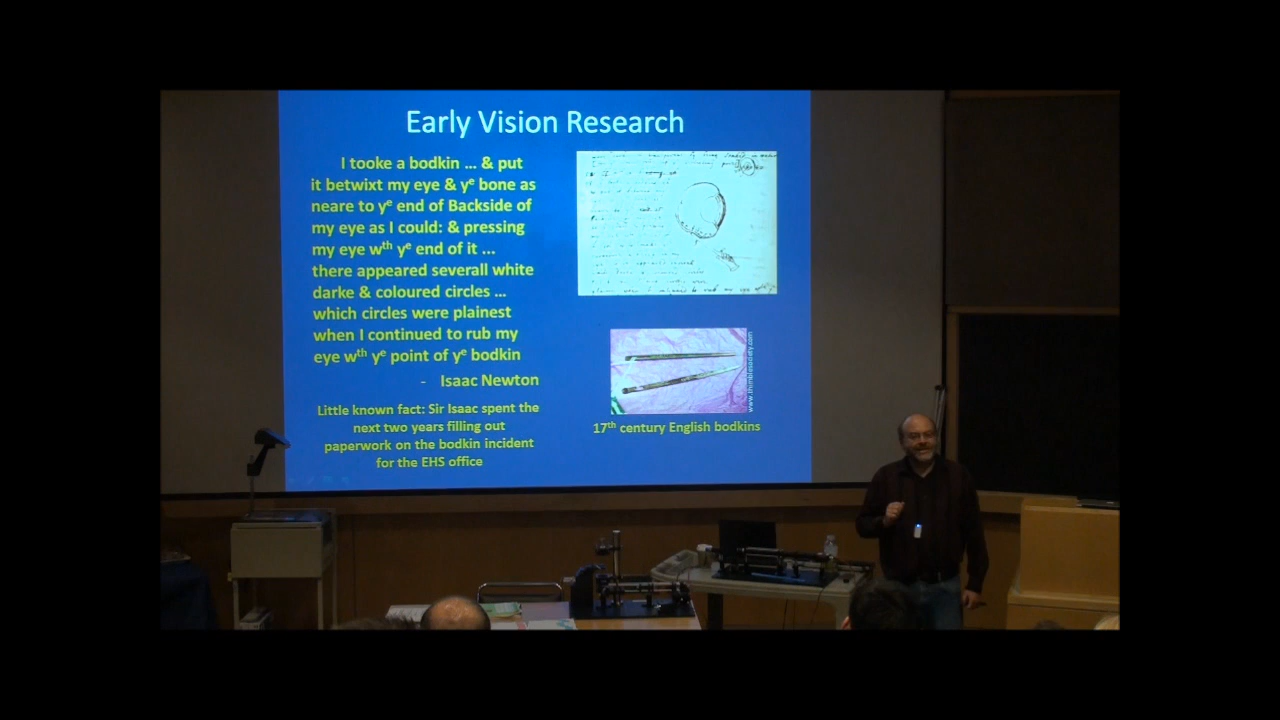 Early Vision Research
I tooke a bodkin ... & put
it betwixt my eye & yᵉ bone as
neare to yᵉ end of Backside of
my eye as I could: & pressing
my eye wᵗʰ yᵉ end of it ...
there appeared severall white
darke & coloured circles ...
which circles were plainest
when I continued to rub my
eye wᵗʰ yᵉ point of yᵉ bodkin
- Isaac Newton
Little known fact: Sir Isaac spent the
next two years filling out
paperwork on the bodkin incident
for the EHS office
www.thimblesociety.com
17ᵗʰ century English bodkins